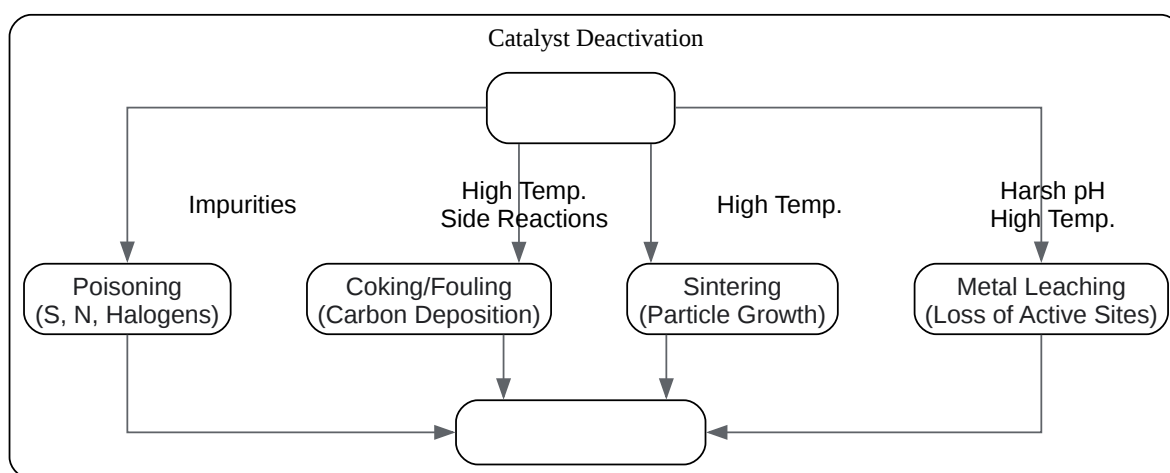 Catalyst Deactivation
Impurities
High Temp.
Side Reactions
High Temp.
Harsh pH
High Temp.
Poisoning
(S, N, Halogens)
Coking/Fouling
(Carbon Deposition)
Sintering
(Particle Growth)
Metal Leaching
(Loss of Active Sites)